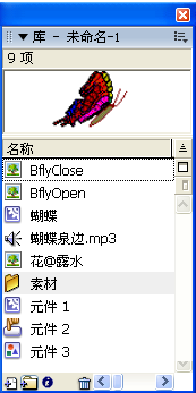 库 - 未命名-1
9 项
名称
BflyClose
BflyOpen
蝴蝶
蝴蝶泉边.mp3
花@露水
素材
元件 1
元件 2
元件 3